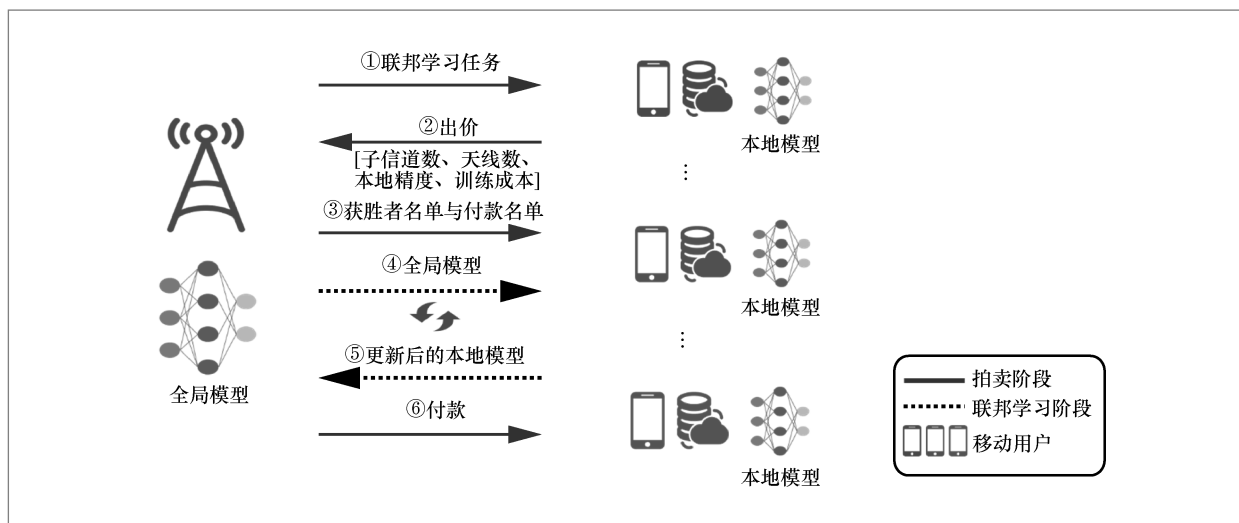 ①联邦学习任务
②出价
[子信道数、天线数、
本地精度、训练成本]
③获胜者名单与付款名单
④全局模型
⑤更新后的本地模型
⑥付款
全局模型
本地模型
⋮
本地模型
⋮
本地模型
拍卖阶段
联邦学习阶段
移动用户